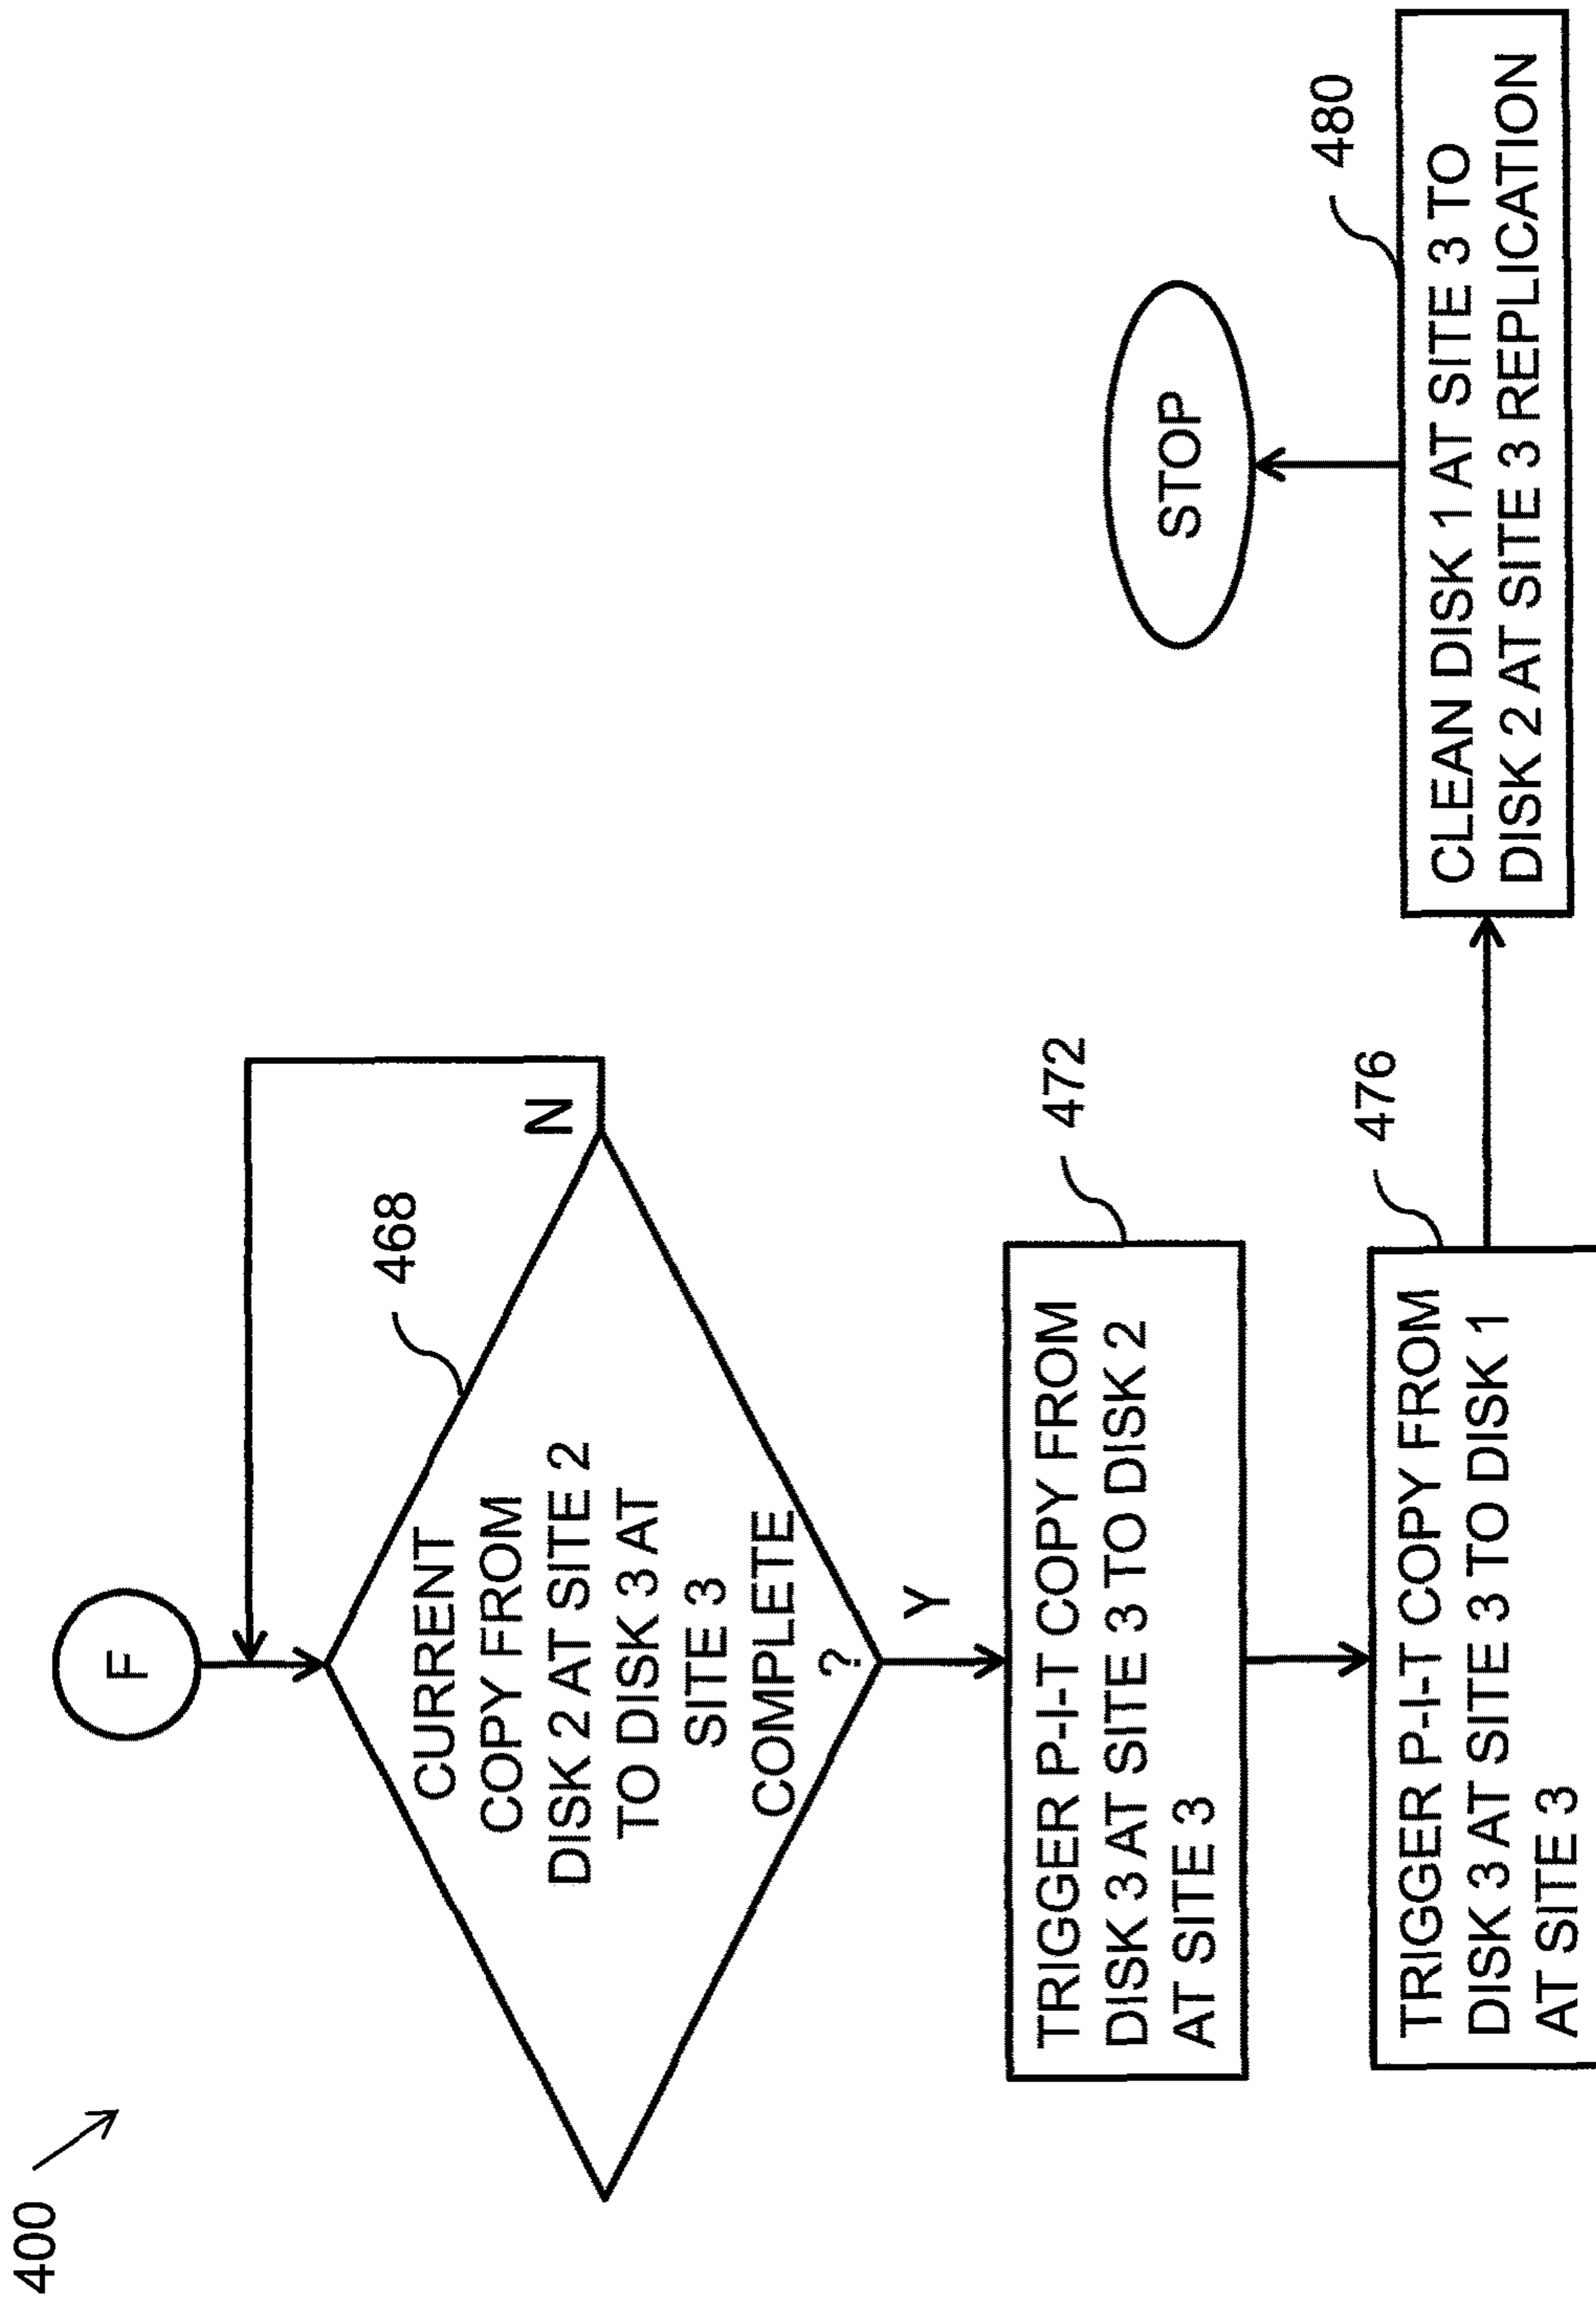 400
F
468
CURRENT
COPY FROM
DISK 2 AT SITE 2
TO DISK 3 AT
SITE 3
COMPLETE
?
N
Y
472
TRIGGER P-I-T COPY FROM
DISK 3 AT SITE 3 TO DISK 2
AT SITE 3
476
TRIGGER P-I-T COPY FROM
DISK 3 AT SITE 3 TO DISK 1
AT SITE 3
480
CLEAN DISK 1 AT SITE 3 TO
DISK 2 AT SITE 3 REPLICATION
STOP